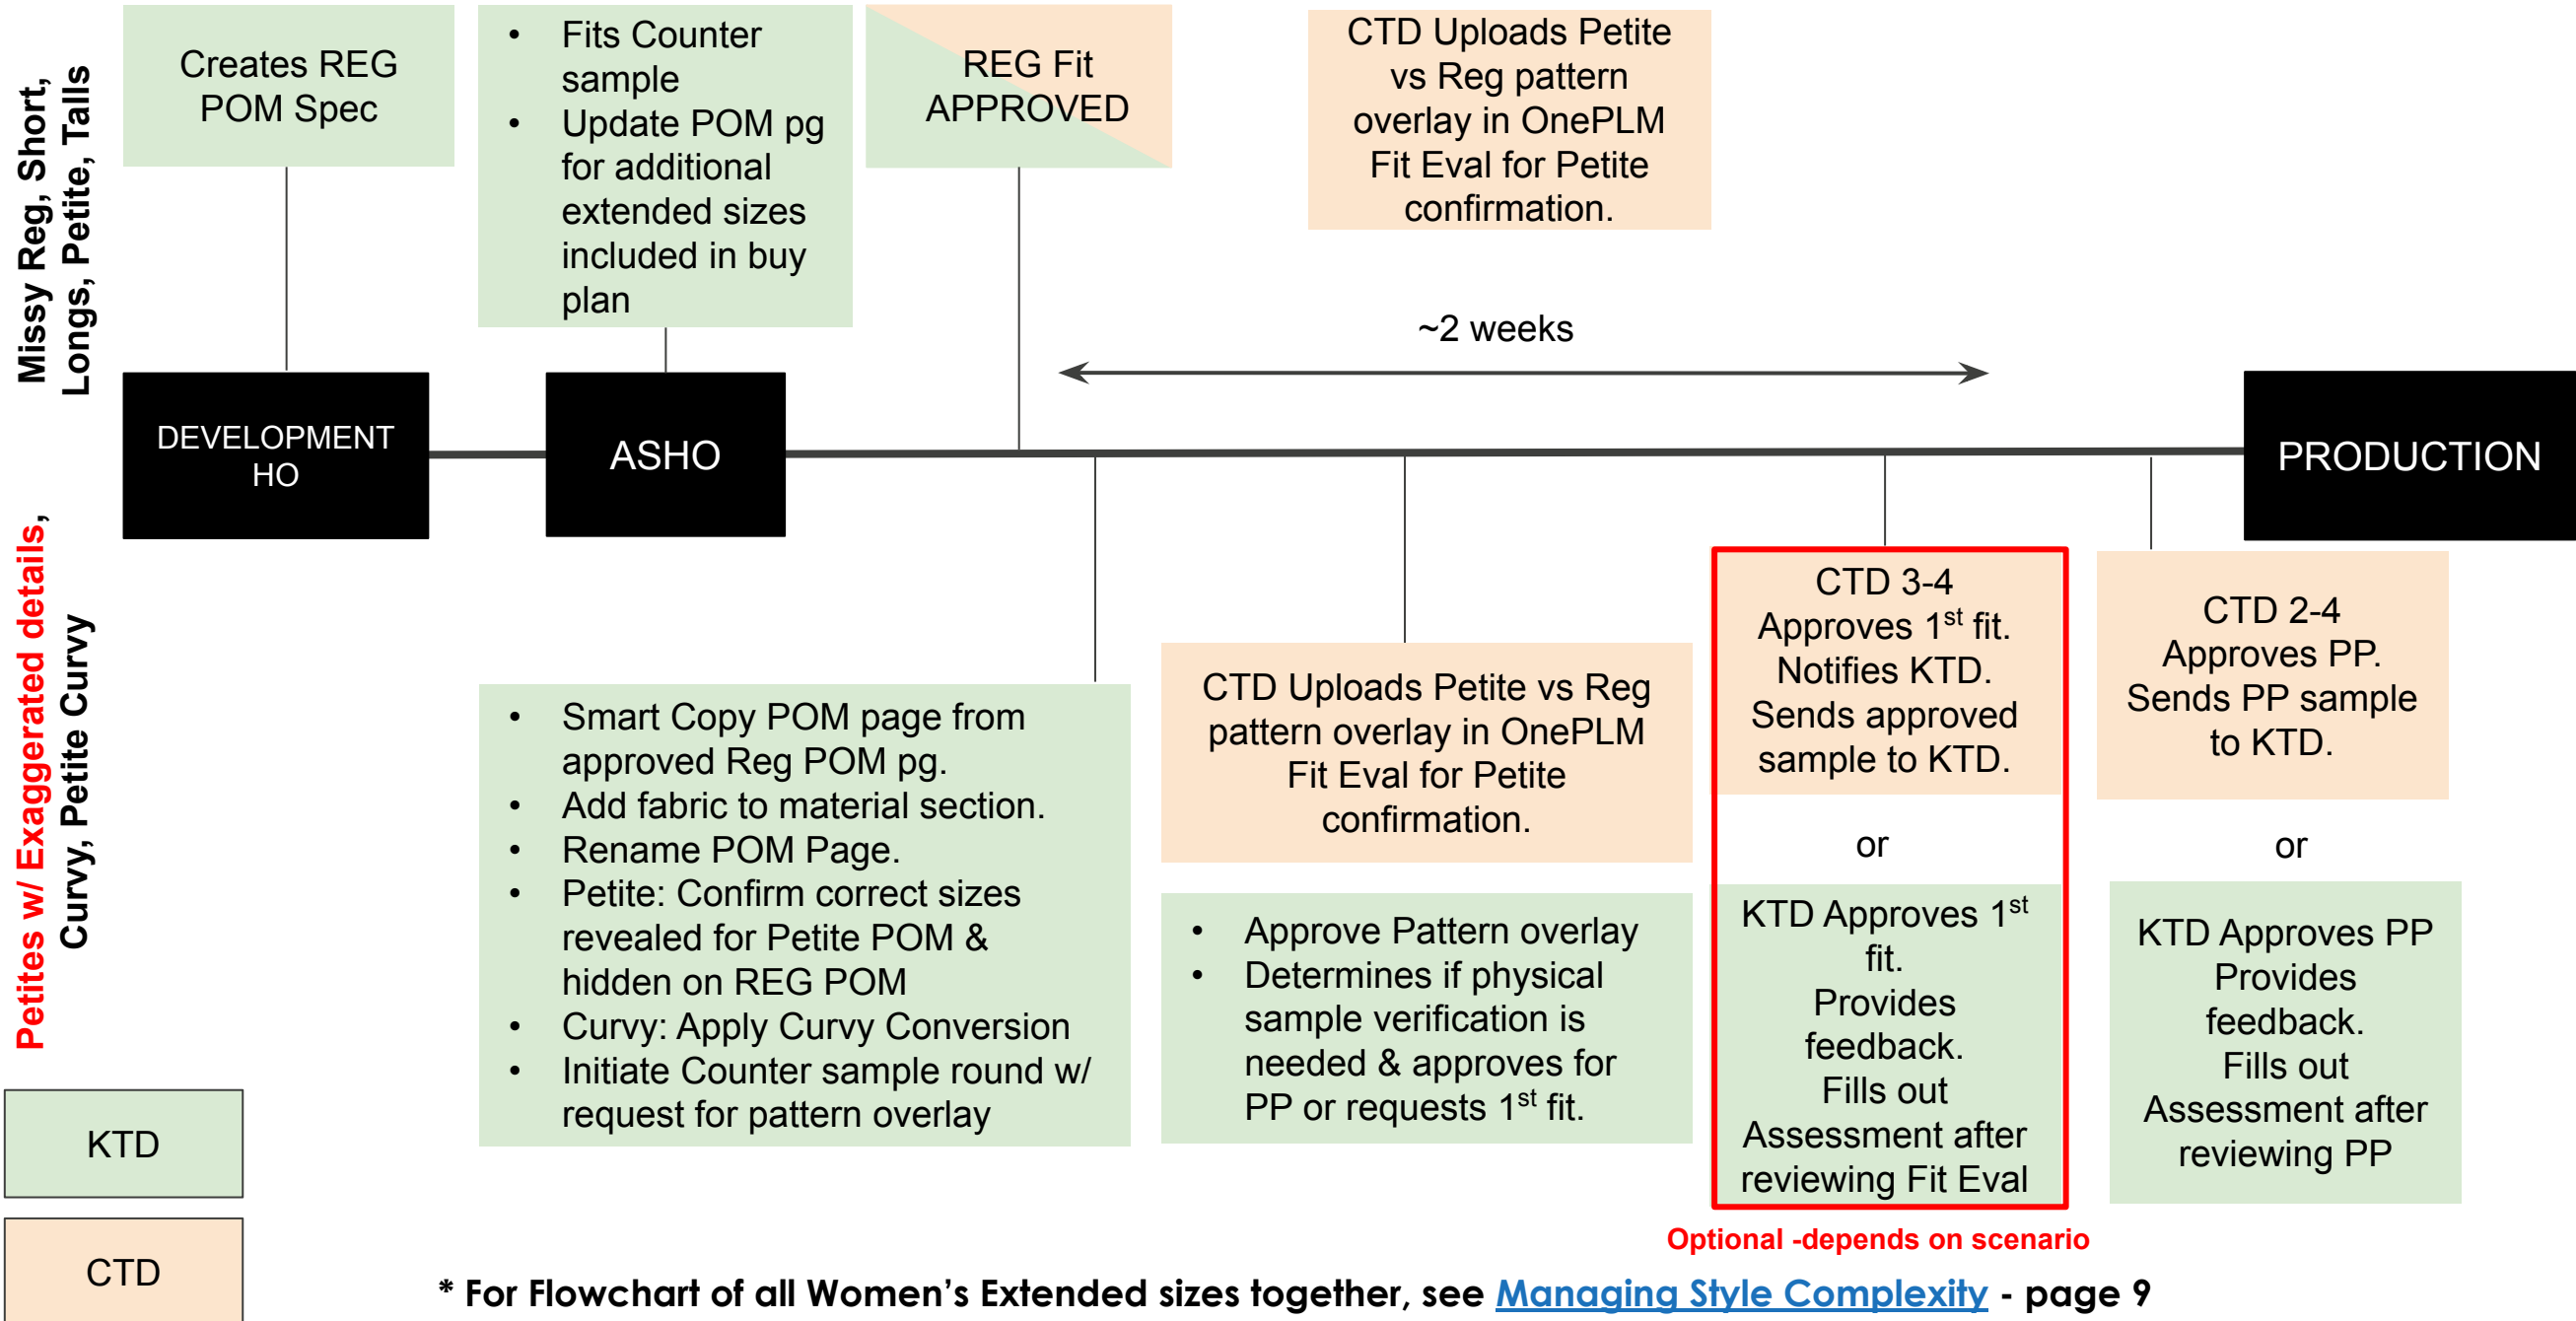 Missy Reg, Short,
Longs, Petite, Talls
Creates REG
POM Spec
• Fits Counter
sample
• Update POM pg
for additional
extended sizes
included in buy
plan
REG Fit
APPROVED
CTD Uploads Petite
vs Reg pattern
overlay in OnePLM
Fit Eval for Petite
confirmation.
~2 weeks
DEVELOPMENT
HO
ASHO
PRODUCTION
Petites w/ Exaggerated details,
Curvy, Petite Curvy
• Smart Copy POM page from
approved Reg POM pg.
• Add fabric to material section.
• Rename POM Page.
• Petite: Confirm correct sizes
revealed for Petite POM &
hidden on REG POM
• Curvy: Apply Curvy Conversion
• Initiate Counter sample round w/
request for pattern overlay
CTD Uploads Petite vs Reg
pattern overlay in OnePLM
Fit Eval for Petite
confirmation.
• Approve Pattern overlay
• Determines if physical
sample verification is
needed & approves for
PP or requests 1st fit.
CTD 3-4
Approves 1st fit.
Notifies KTD.
Sends approved
sample to KTD.
or
KTD Approves 1st
fit.
Provides
feedback.
Fills out
Assessment after
reviewing Fit Eval
Optional -depends on scenario
CTD 2-4
Approves PP.
Sends PP sample
to KTD.
or
KTD Approves PP
Provides
feedback.
Fills out
Assessment after
reviewing PP
KTD
CTD
* For Flowchart of all Women's Extended sizes together, see Managing Style Complexity - page 9